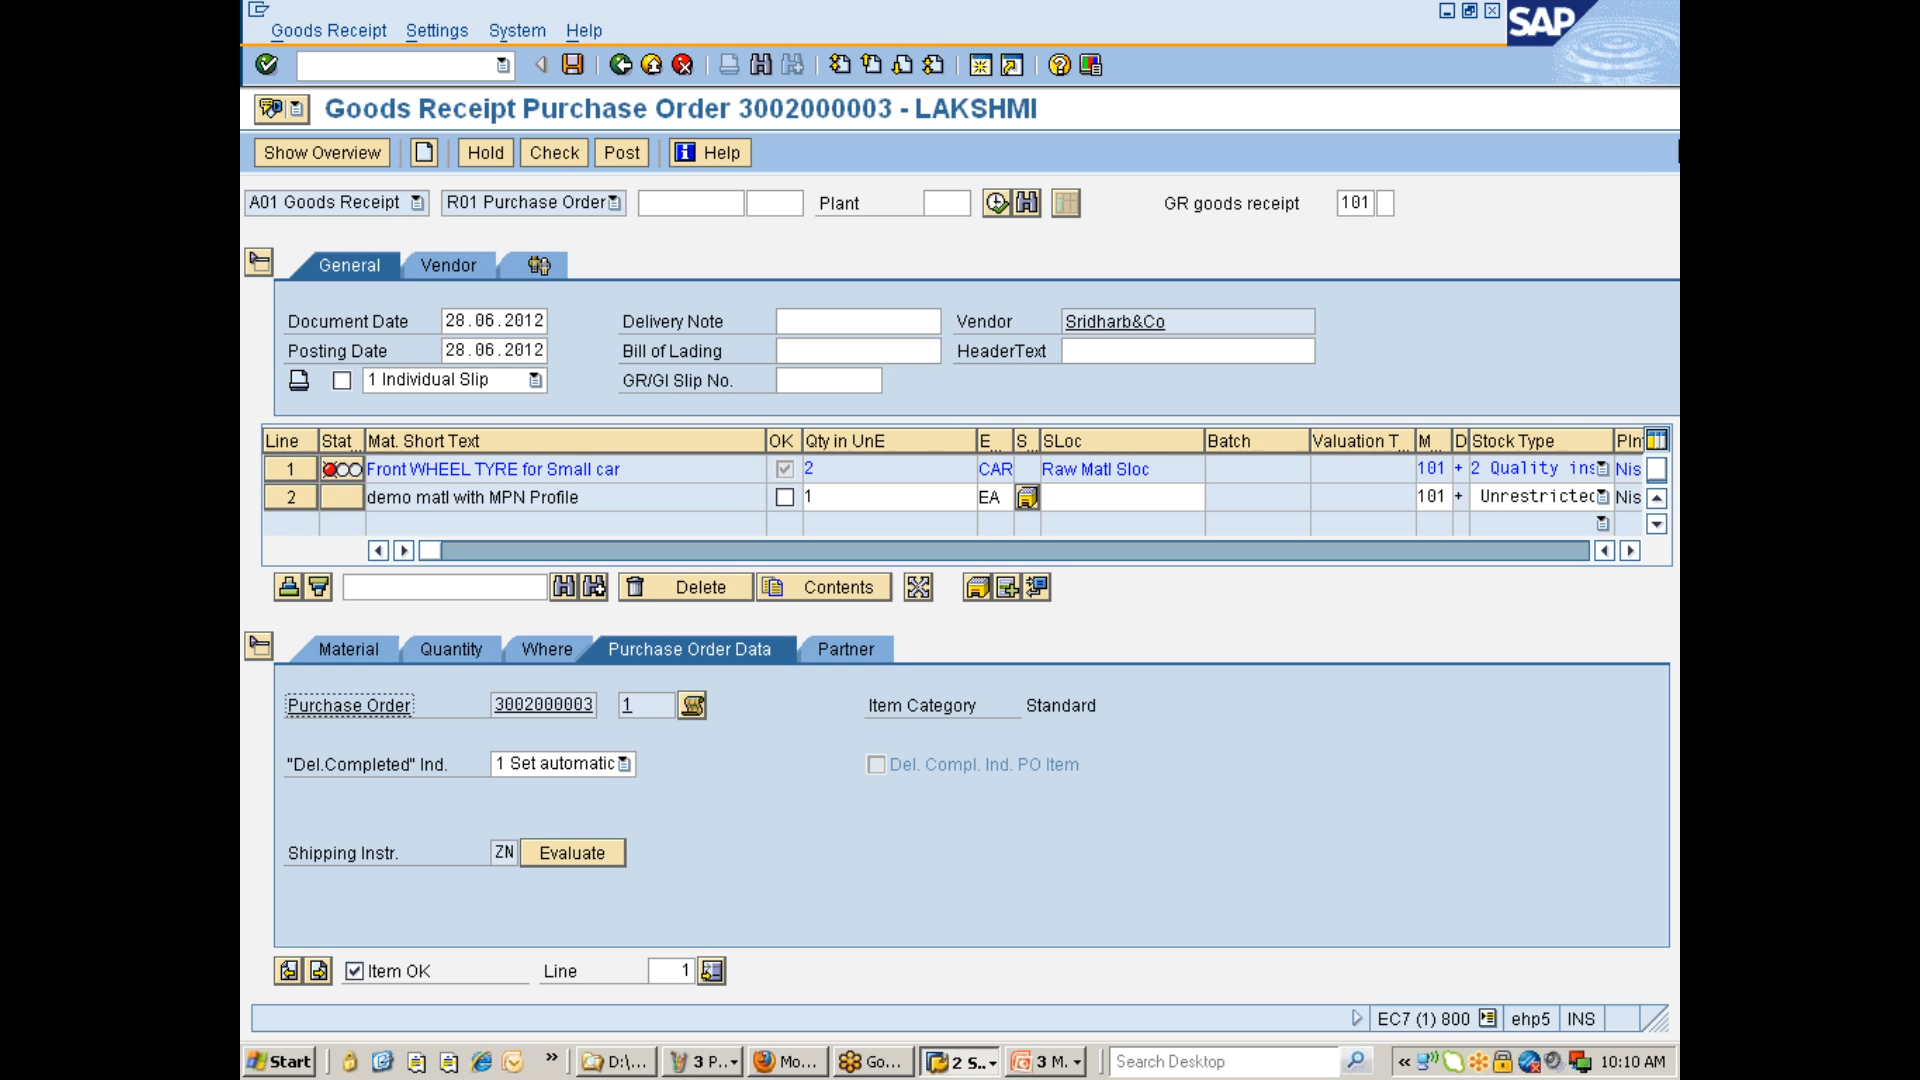 Goods Receipt Settings System Help
SAP
Goods Receipt Purchase Order 3002000003 - LAKSHMI
Show Overview Hold Check Post Help
A01 Goods Receipt R01 Purchase Order Plant GR goods receipt 101
General Vendor
Document Date 28.06.2012 Delivery Note Vendor Sridharb&Co
Posting Date 28.06.2012 Bill of Lading HeaderText
1 Individual Slip GR/GI Slip No.
Line Stat... Mat. Short Text OK Qty in UnE E... S... SLoc Batch Valuation T... M... D Stock Type Pln
1 Front WHEEL TYRE for Small car 2 CAR Raw Matl Sloc 101 + 2 Quality ins Nis
2 demo matl with MPN Profile 1 EA 101 + Unrestricted Nis
Delete Contents
Material Quantity Where Purchase Order Data Partner
Purchase Order 3002000003 1 Item Category Standard
"Del.Completed" Ind. 1 Set automatic Del. Compl. Ind. PO Item
Shipping Instr. ZN Evaluate
Item OK Line 1
EC7 (1) 800 ehp5 INS
Start » D:\... 3 P.. Mo... Go... 2 S.. 3 M. Search Desktop « 10:10 AM